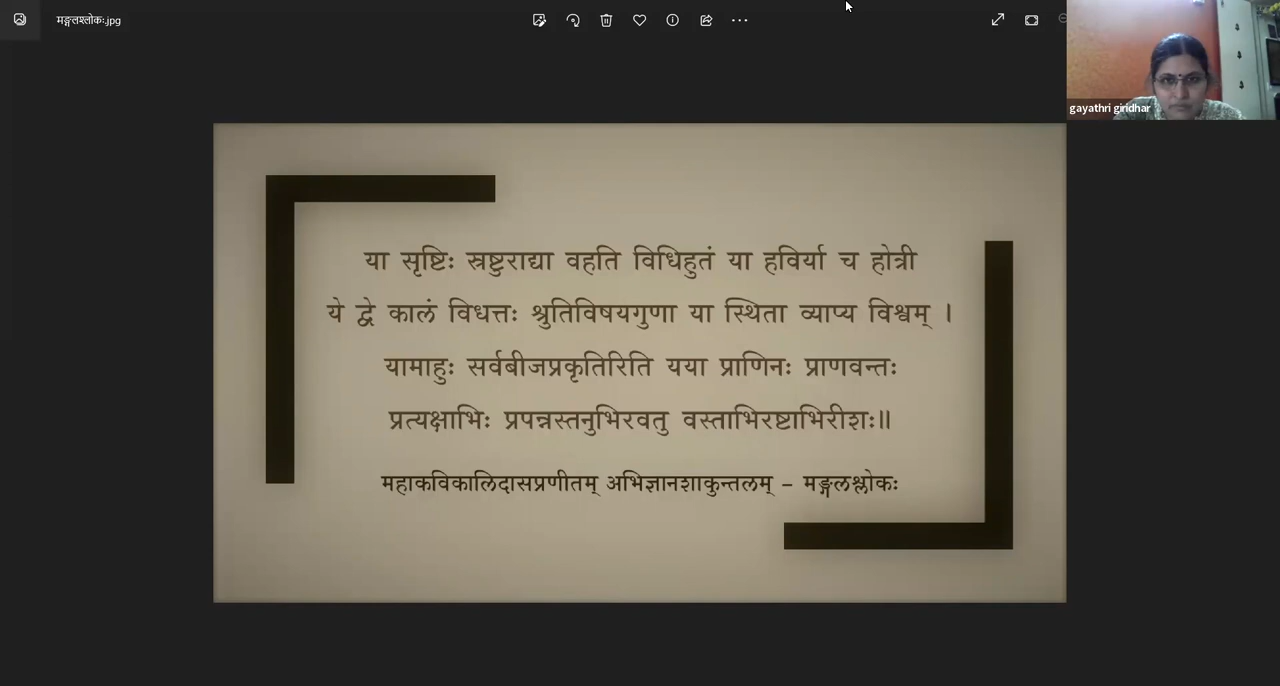 मङ्गलश्लोकः.jpg
gayathri giridhar
या सृष्टिः स्रष्टुराद्या वहति विधिहुतं या हविर्या च होत्री
ये द्वे कालं विधत्तः श्रुतिविषयगुणा या स्थिता व्याप्य विश्वम् ।
यामाहुः सर्वबीजप्रकृतिरिति यया प्राणिनः प्राणवन्तः
प्रत्यक्षाभिः प्रपन्नस्तनुभिरवतु वस्ताभिरष्टाभिरीशः॥
महाकविकालिदासप्रणीतम् अभिज्ञानशाकुन्तलम् – मङ्गलश्लोकः